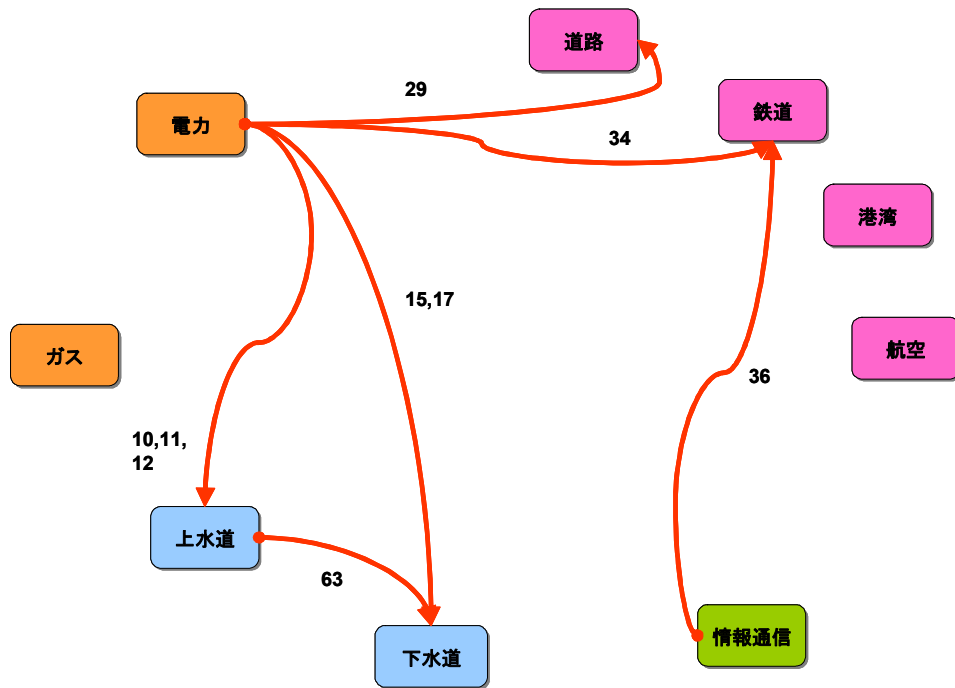 道路
29
鉄道
電力
34
港湾
15,17
ガス
航空
36
10,11,
12
上水道
63
情報通信
下水道